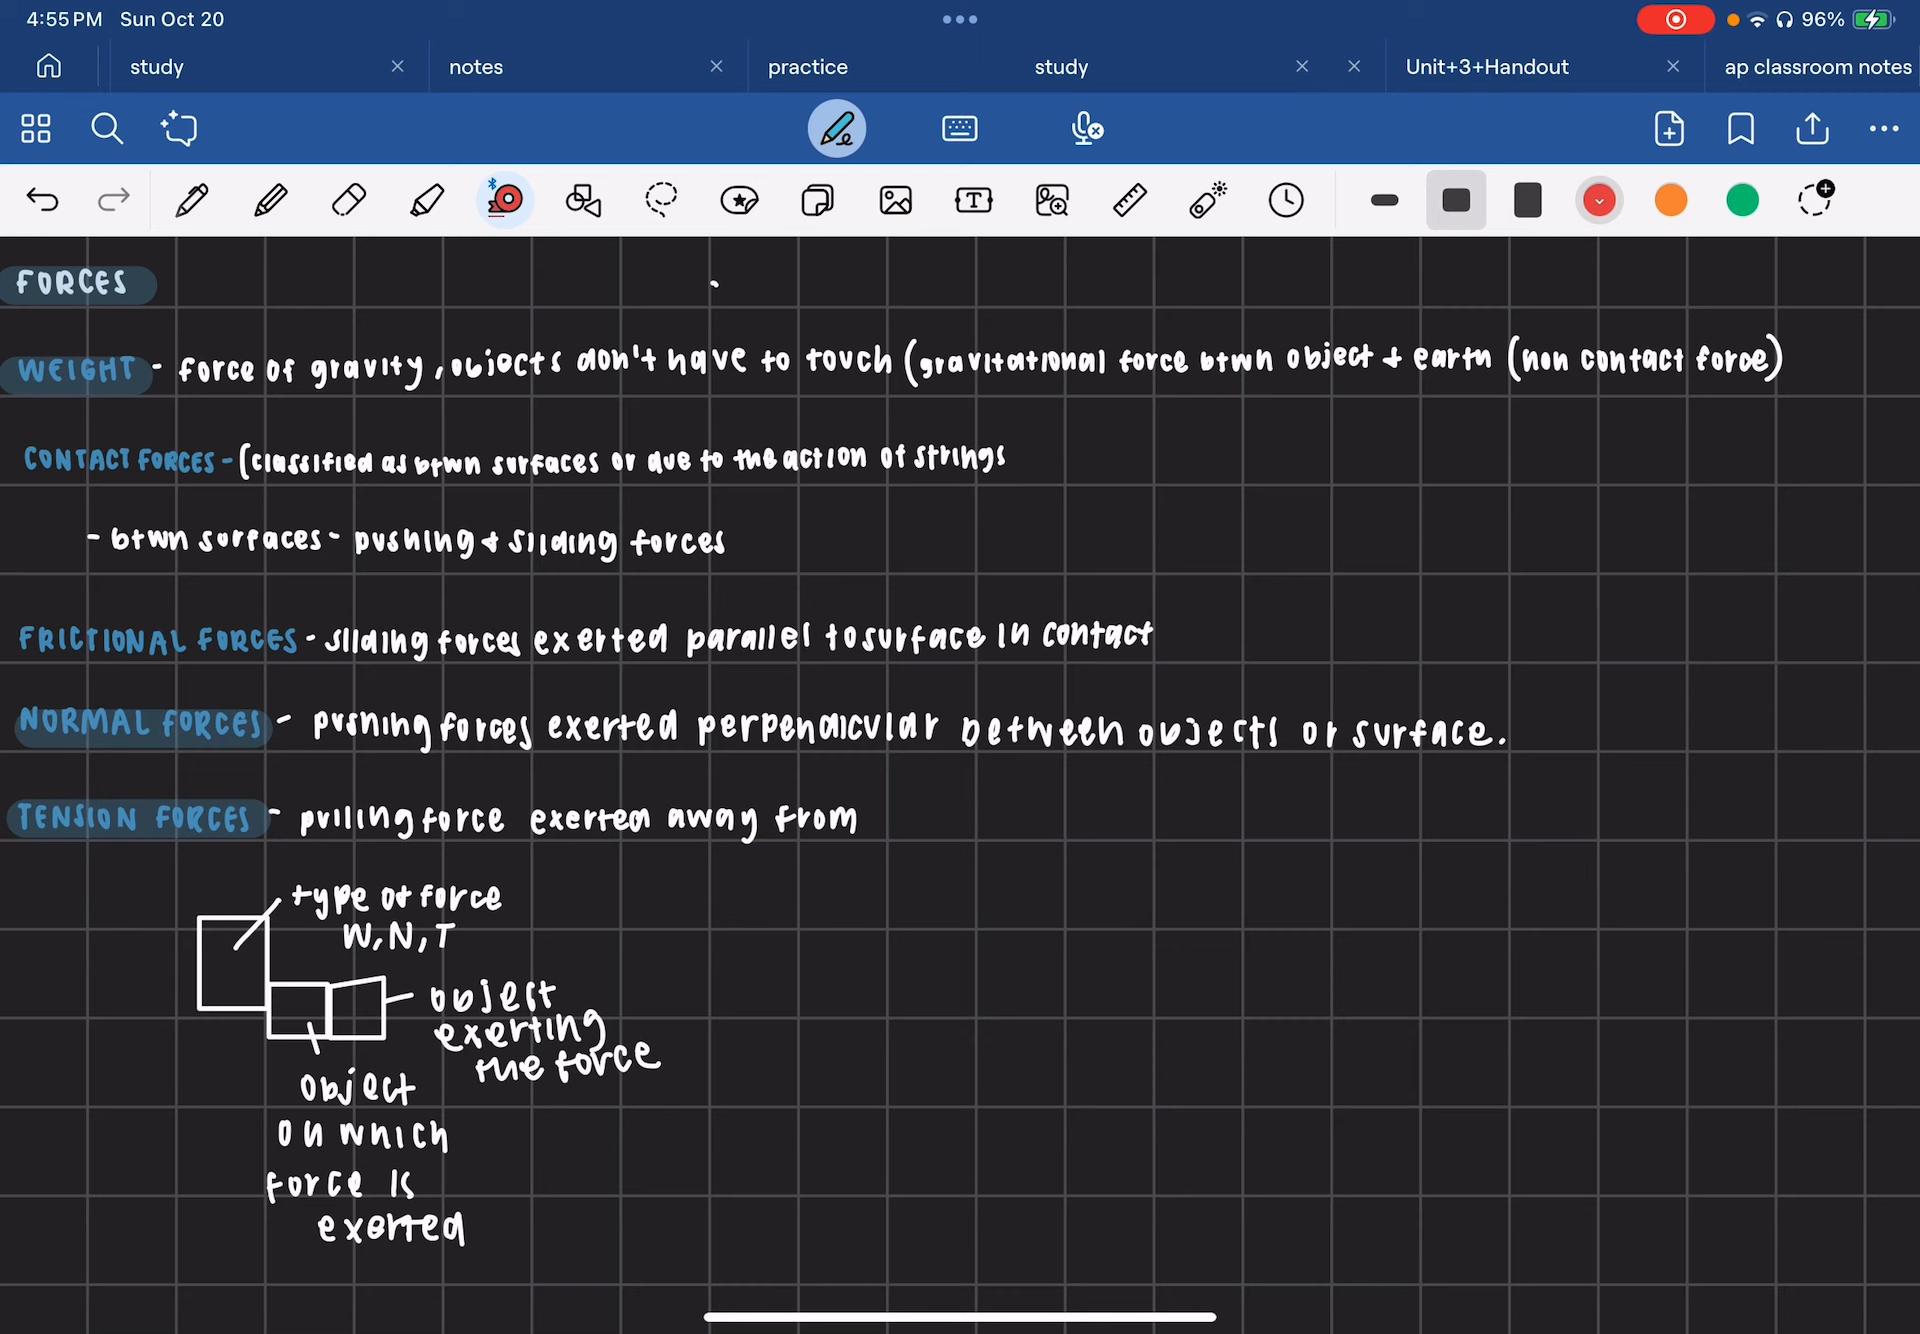 4:55 PM Sun Oct 20 96%
study notes practice study Unit+3+Handout ap classroom notes
FORCES
WEIGHT - force of gravity, objects don't have to touch (gravitational force btwn object + earth (non contact force)
CONTACT FORCES - (classified as btwn surfaces or due to the action of strings
- btwn surfaces - pushing + sliding forces
FRICTIONAL FORCES - sliding forces exerted parallel to surface in contact
NORMAL FORCES - pushing forces exerted perpendicular between objects or surface.
TENSION FORCES - pulling force exerted away from
type of force
W, N, T
object
exerting
the force
object
on which
force is
exerted